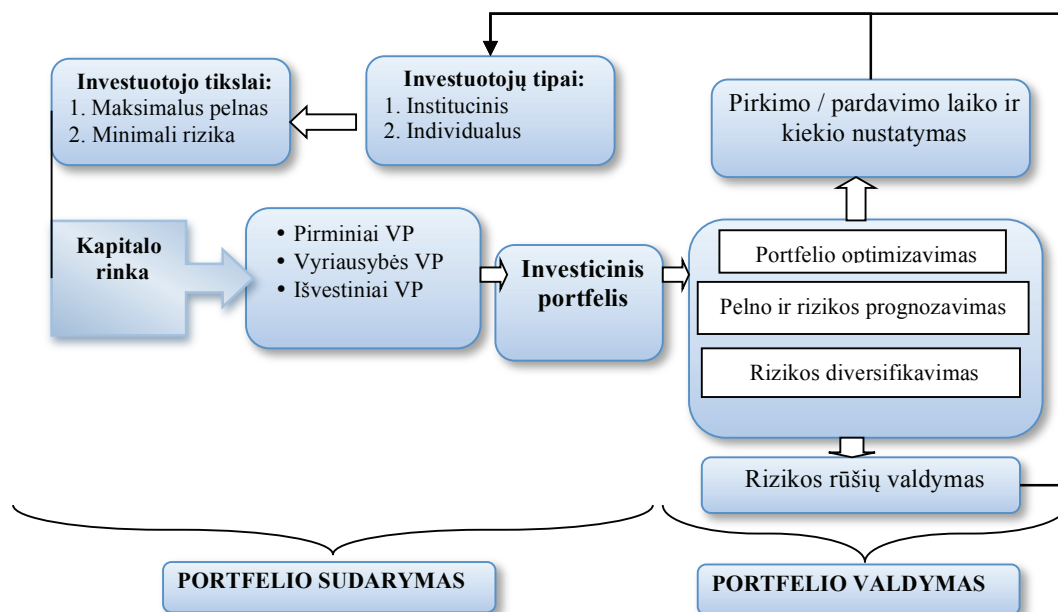 Investuotojo tikslai:
1. Maksimalus pelnas
2. Minimali rizika
Investuotojų tipai:
1. Institucinis
2. Individualus
Pirkimo / pardavimo laiko ir
kiekio nustatymas
Kapitalo
rinka
• Pirminiai VP
• Vyriausybės VP
• Išvestiniai VP
Investicinis
portfelis
Portfelio optimizavimas
Pelno ir rizikos prognozavimas
Rizikos diversifikavimas
Rizikos rūšių valdymas
PORTFELIO SUDARYMAS
PORTFELIO VALDYMAS